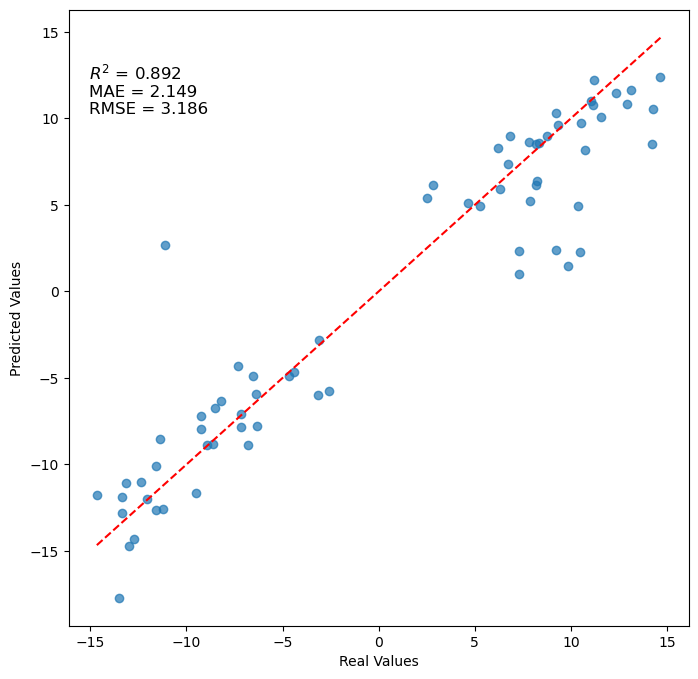 R² = 0.892
MAE = 2.149
RMSE = 3.186
15
10
5
0
−5
−10
−15
Predicted Values
−15 −10 −5 0 5 10 15
Real Values